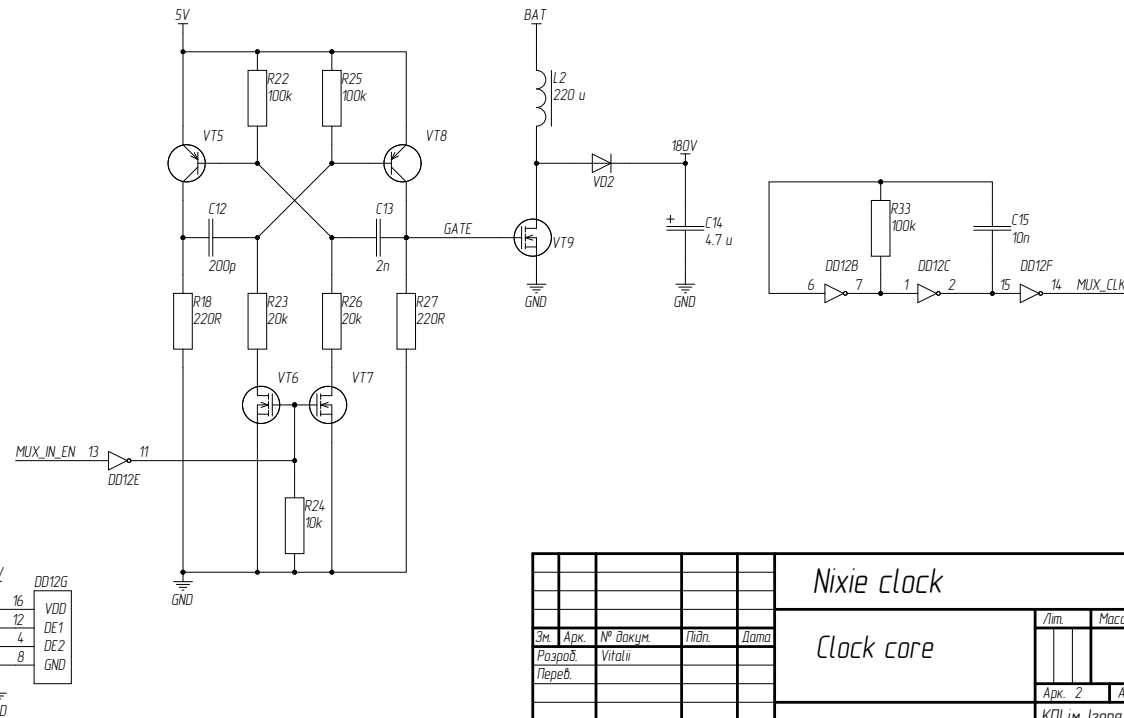 5V
BAT
R22
100k
R25
100k
L2
220 u
VT5
VT8
180V
VD2
C12
200p
C13
2n
GATE
VT9
C14
4.7 u
+
GND
GND
R33
100k
C15
10n
DD12B
DD12C
DD12F
6
7
1
2
15
14
MUX_CLK
R18
220R
R23
20k
R26
20k
R27
220R
VT6
VT7
MUX_IN_EN
13
11
DD12E
R24
10k
GND
DD12G
16
VDD
12
DE1
4
DE2
8
GND
Nixie clock
Clock core
Зм.
Арк.
№ докум.
Підп.
Дата
Розроб.
Vitalii
Перев.
Літ.
Арк. 2
КПІ ім.